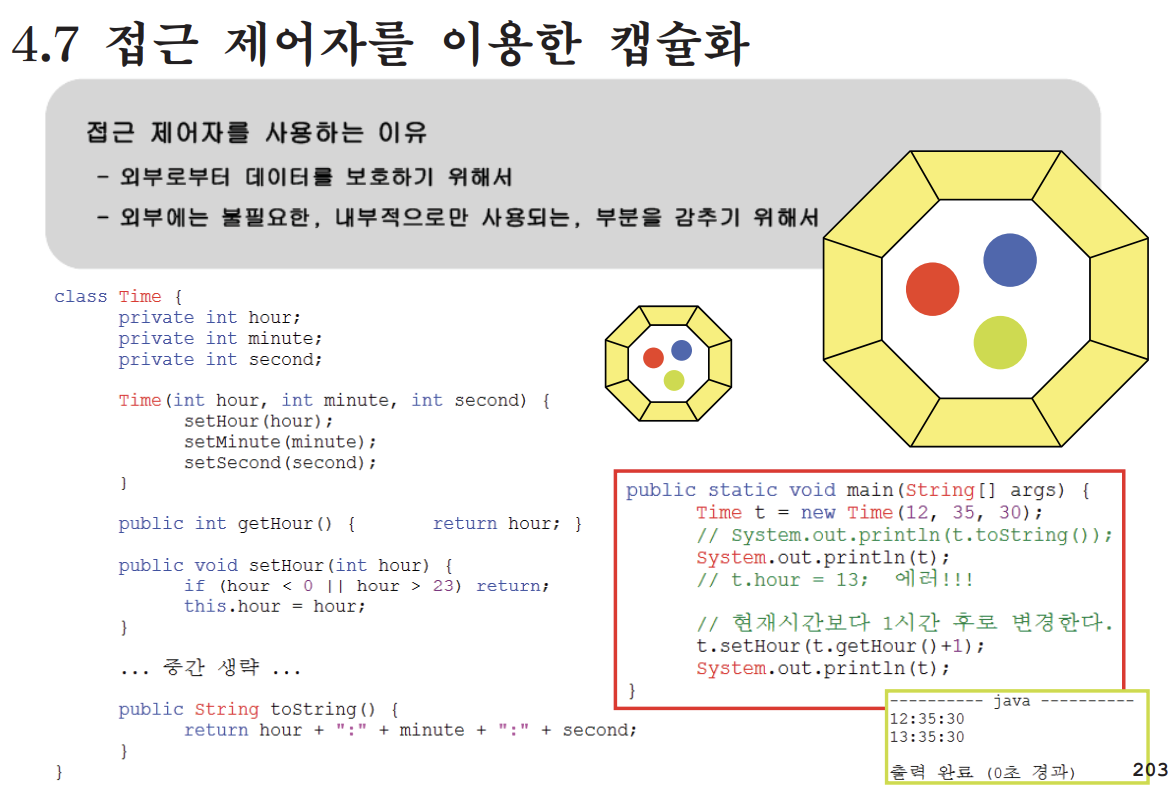 4.7 접근 제어자를 이용한 캡슐화
접근 제어자를 사용하는 이유
- 외부로부터 데이터를 보호하기 위해서
- 외부에는 불필요한, 내부적으로만 사용되는, 부분을 감추기 위해서
class Time {
private int hour;
private int minute;
private int second;
Time(int hour, int minute, int second) {
setHour(hour);
setMinute(minute);
setSecond(second);
}
public int getHour() { return hour; }
public void setHour(int hour) {
if (hour < 0 || hour > 23) return;
this.hour = hour;
}
... 중간 생략 ...
public String toString() {
return hour + ":" + minute + ":" + second;
}
}
public static void main(String[] args) {
Time t = new Time(12, 35, 30);
// System.out.println(t.toString());
System.out.println(t);
// t.hour = 13; 에러!!!
// 현재시간보다 1시간 후로 변경한다.
t.setHour(t.getHour()+1);
System.out.println(t);
}
---------- java ----------
12:35:30
13:35:30
출력 완료 (0초 경과)
203